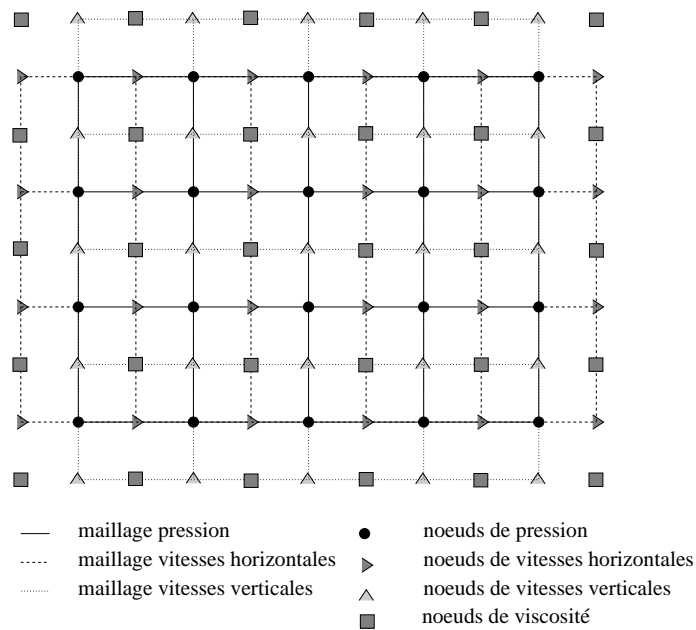 maillage pression
noeuds de pression
maillage vitesses horizontales
noeuds de vitesses horizontales
maillage vitesses verticales
noeuds de vitesses verticales
noeuds de viscosité